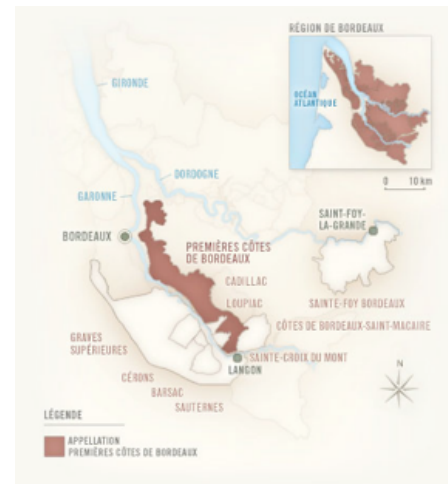 RÉGION DE BORDEAUX
OCÉAN
ATLANTIQUE
0 10 km
GIRONDE
DORDOGNE
GARONNE
BORDEAUX
SAINT-FOY-
LA-GRANDE
PREMIÈRES CÔTES
DE BORDEAUX
CADILLAC
LOUPIAC
SAINTE-FOY BORDEAUX
CÔTES DE BORDEAUX-SAINT-MACAIRE
GRAVES
SUPÉRIEURES
SAINTE-CROIX DU MONT
LANGON
CÉRONS
BARSAC
SAUTERNES
N
LÉGENDE
APPELLATION
PREMIÈRES CÔTES DE BORDEAUX